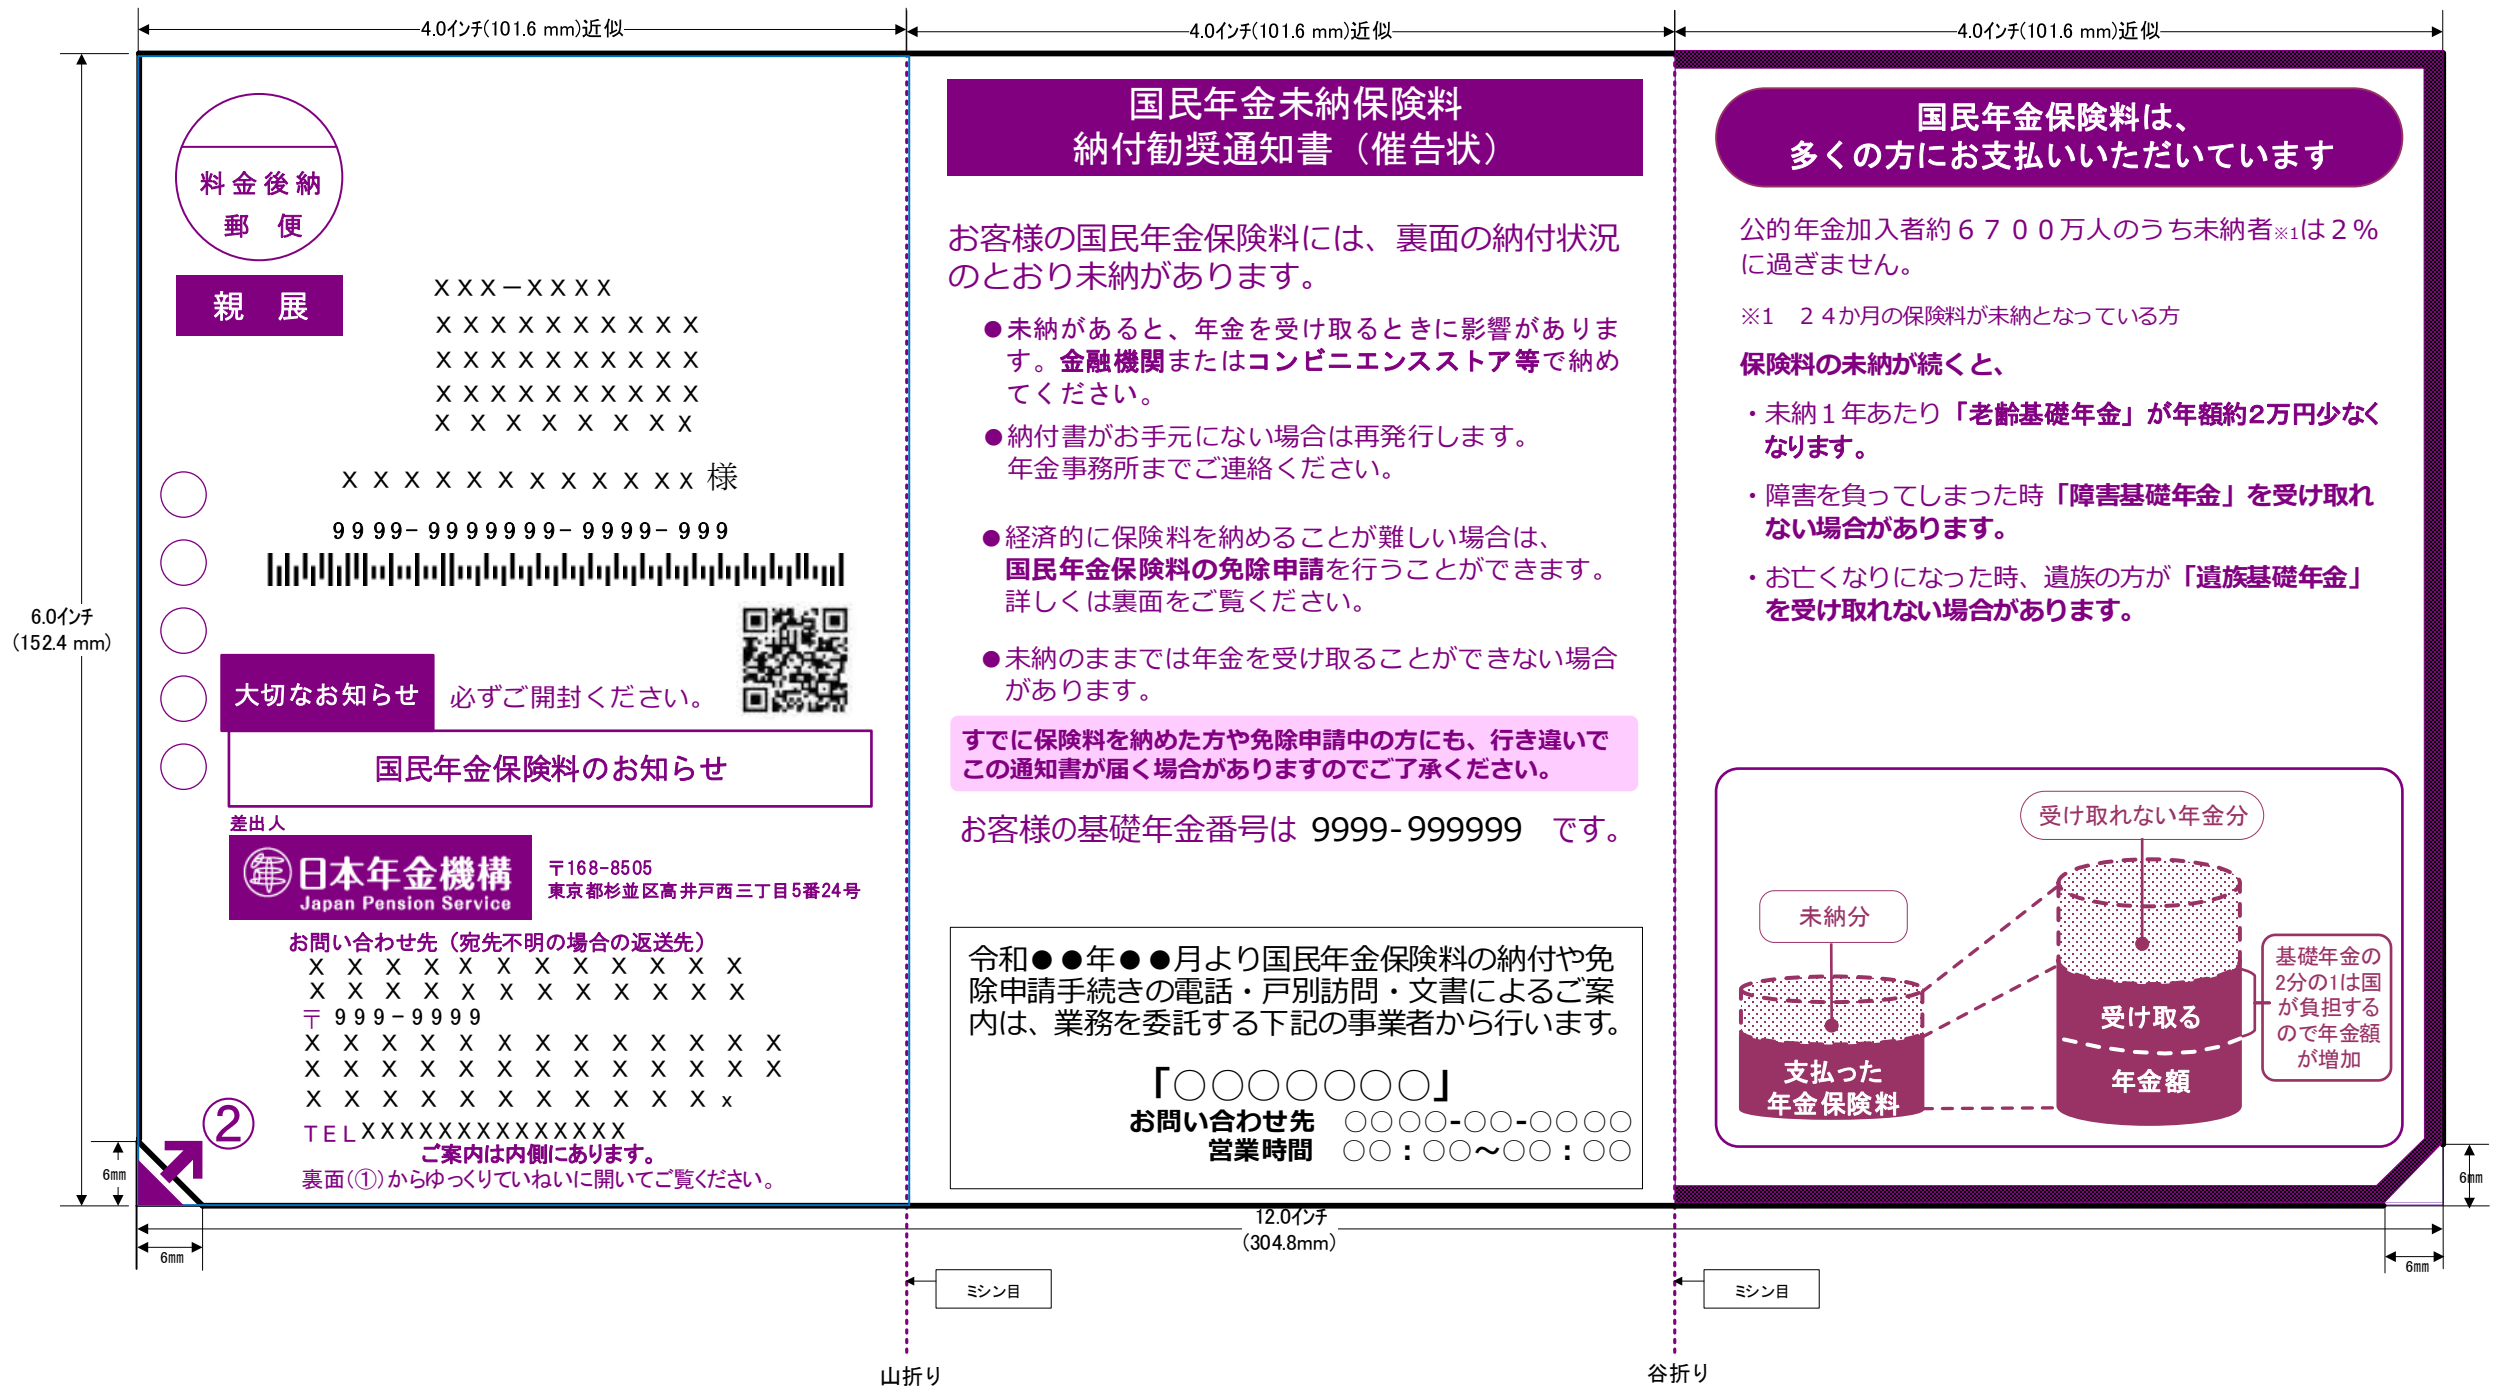 4.0インチ(101.6 mm)近似
4.0インチ(101.6 mm)近似
4.0インチ(101.6 mm)近似
6.0インチ
(152.4 mm)
料金後納
郵　便
親　展
XXX－XXXX
XXXXXXXXXX
XXXXXXXXXX
XXXXXXXXXX
XXXXXXXX
XXXXXXXXXXXX 様
9999-9999999-9999-999
大切なお知らせ
必ずご開封ください。
国民年金保険料のお知らせ
差出人
日本年金機構
Japan Pension Service
〒168-8505
東京都杉並区高井戸西三丁目5番24号
お問い合わせ先（宛先不明の場合の返送先）
XXXXXXXXXXXX
XXXXXXXXXXXX
〒 999-9999
XXXXXXXXXXXXX
XXXXXXXXXXXXX
XXXXXXXXXXXx
ＴＥＬXXXXXXXXXXXXXX
ご案内は内側にあります。
裏面(①)からゆっくりていねいに開いてご覧ください。
②
6mm
6mm
国民年金未納保険料
納付勧奨通知書（催告状）
お客様の国民年金保険料には、裏面の納付状況
のとおり未納があります。
●未納があると、年金を受け取るときに影響がありま
す。金融機関またはコンビニエンスストア等で納め
てください。
●納付書がお手元にない場合は再発行します。
年金事務所までご連絡ください。
●経済的に保険料を納めることが難しい場合は、
国民年金保険料の免除申請を行うことができます。
詳しくは裏面をご覧ください。
●未納のままでは年金を受け取ることができない場合
があります。
すでに保険料を納めた方や免除申請中の方にも、行き違いで
この通知書が届く場合がありますのでご了承ください。
お客様の基礎年金番号は 9999-999999 です。
令和●●年●●月より国民年金保険料の納付や免
除申請手続きの電話・戸別訪問・文書によるご案
内は、業務を委託する下記の事業者から行います。
「○○○○○○○」
お問い合わせ先　○○○○-○○-○○○○
営業時間　○○：○○～○○：○○
国民年金保険料は、
多くの方にお支払いいただいています
公的年金加入者約６７００万人のうち未納者※1は２％
に過ぎません。
※1　２４か月の保険料が未納となっている方
保険料の未納が続くと、
・未納１年あたり「老齢基礎年金」が年額約2万円少なく
なります。
・障害を負ってしまった時「障害基礎年金」を受け取れ
ない場合があります。
・お亡くなりになった時、遺族の方が「遺族基礎年金」
を受け取れない場合があります。
受け取れない年金分
未納分
基礎年金の
2分の1は国
が負担する
ので年金額
が増加
受け取る
年金額
支払った
年金保険料
6mm
6mm
12.0インチ
(304.8mm)
ミシン目
ミシン目
山折り
谷折り